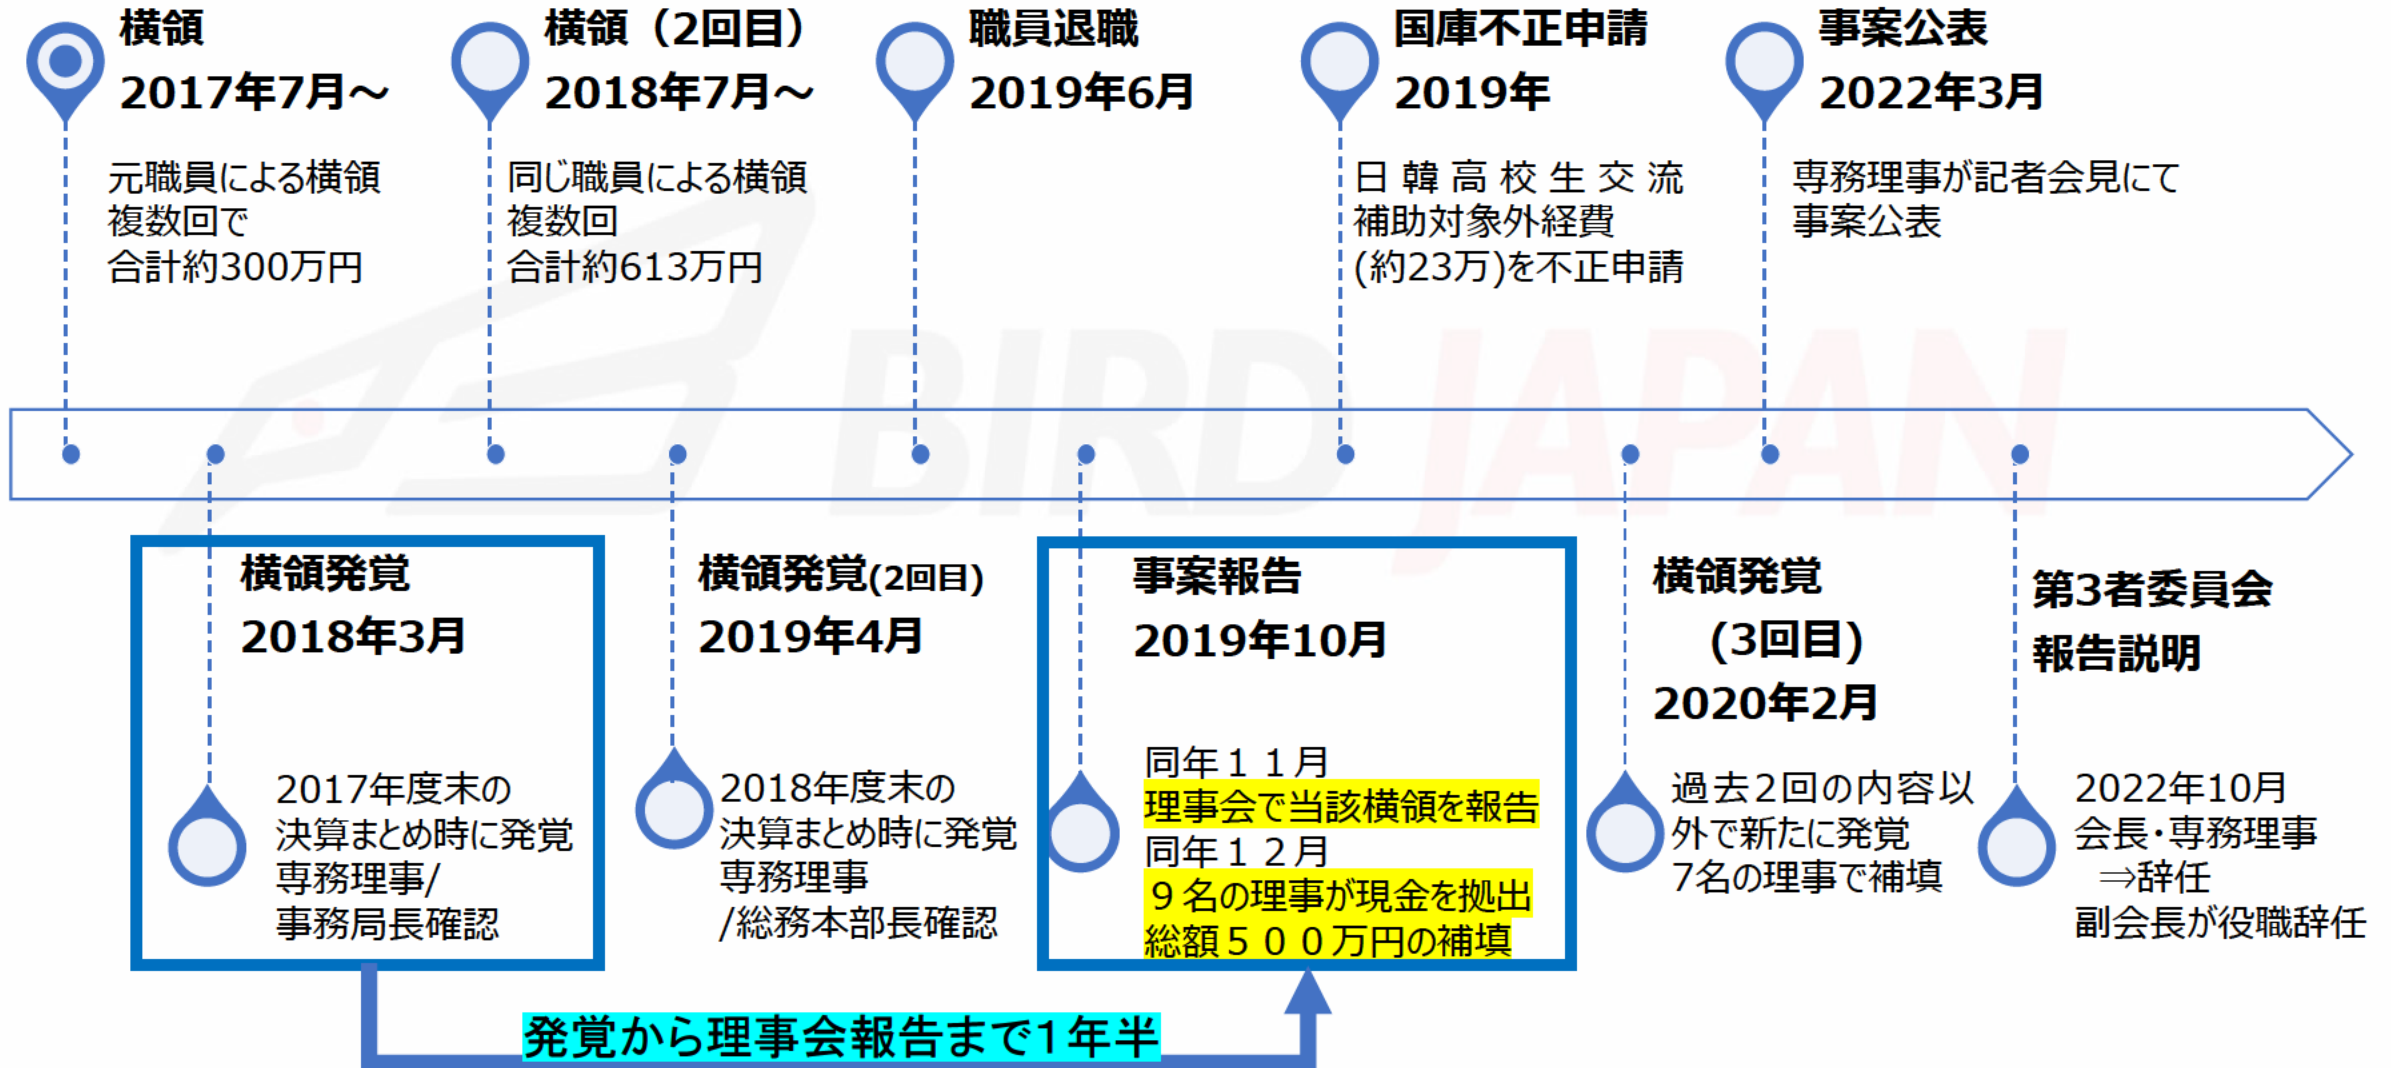 横領
2017年7月～
元職員による横領
複数回で
合計約300万円
横領（2回目）
2018年7月～
同じ職員による横領
複数回
合計約613万円
職員退職
2019年6月
国庫不正申請
2019年
日韓高校生交流
補助対象外経費
(約23万)を不正申請
事案公表
2022年3月
専務理事が記者会見にて
事案公表
BIRD JAPAN
横領発覚
2018年3月
2017年度末の
決算まとめ時に発覚
専務理事/
事務局長確認
横領発覚(2回目)
2019年4月
2018年度末の
決算まとめ時に発覚
専務理事
/総務本部長確認
事案報告
2019年10月
同年１１月
理事会で当該横領を報告
同年１２月
９名の理事が現金を拠出
総額５００万円の補填
横領発覚
(3回目)
2020年2月
過去２回の内容以
外で新たに発覚
7名の理事で補填
第3者委員会
報告説明
2022年10月
会長・専務理事
⇒辞任
副会長が役職辞任
発覚から理事会報告まで１年半